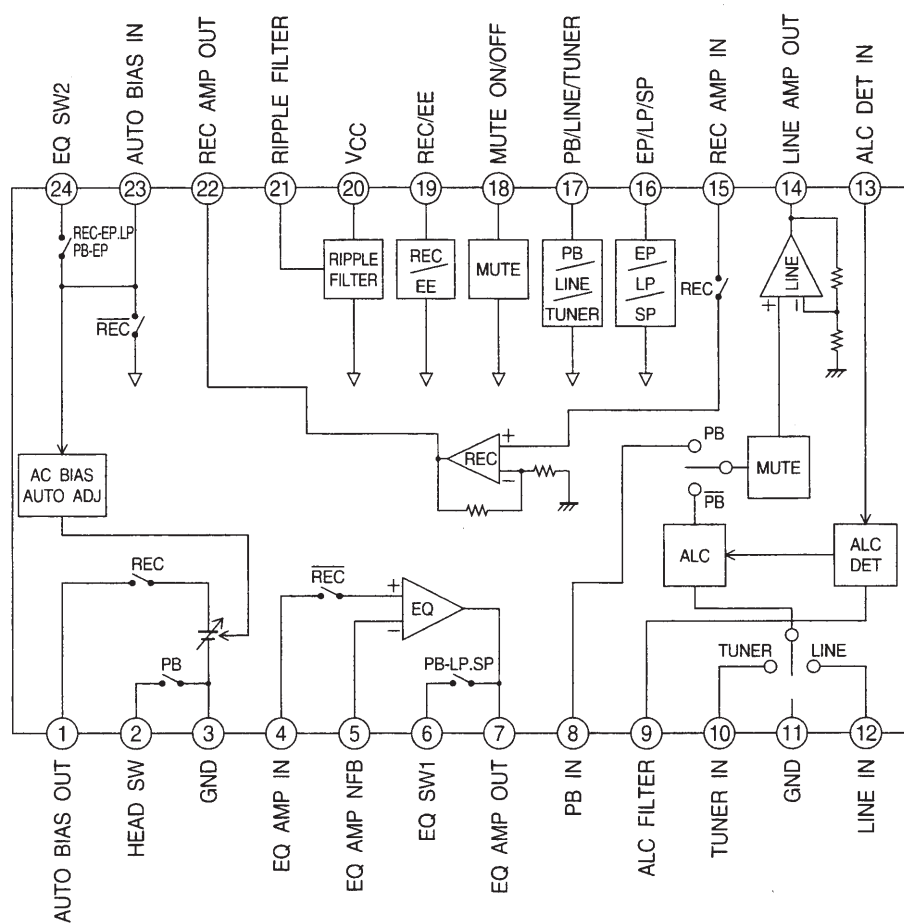 EQ SW2
AUTO BIAS IN
REC AMP OUT
RIPPLE FILTER
VCC
REC/EE
MUTE ON/OFF
PB/LINE/TUNER
EP/LP/SP
REC AMP IN
LINE AMP OUT
ALC DET IN
24
23
22
21
20
19
18
17
16
15
14
13
REC-EP.LP
PB-EP
REC
RIPPLE
FILTER
REC
EE
MUTE
PB
LINE
TUNER
EP
LP
SP
REC
LINE
+
−
AC BIAS
AUTO ADJ
REC
+
−
PB
PB
MUTE
ALC
ALC
DET
REC
PB
REC
+
−
EQ
PB-LP.SP
TUNER
LINE
1
2
3
4
5
6
7
8
9
10
11
12
AUTO BIAS OUT
HEAD SW
GND
EQ AMP IN
EQ AMP NFB
EQ SW1
EQ AMP OUT
PB IN
ALC FILTER
TUNER IN
GND
LINE IN